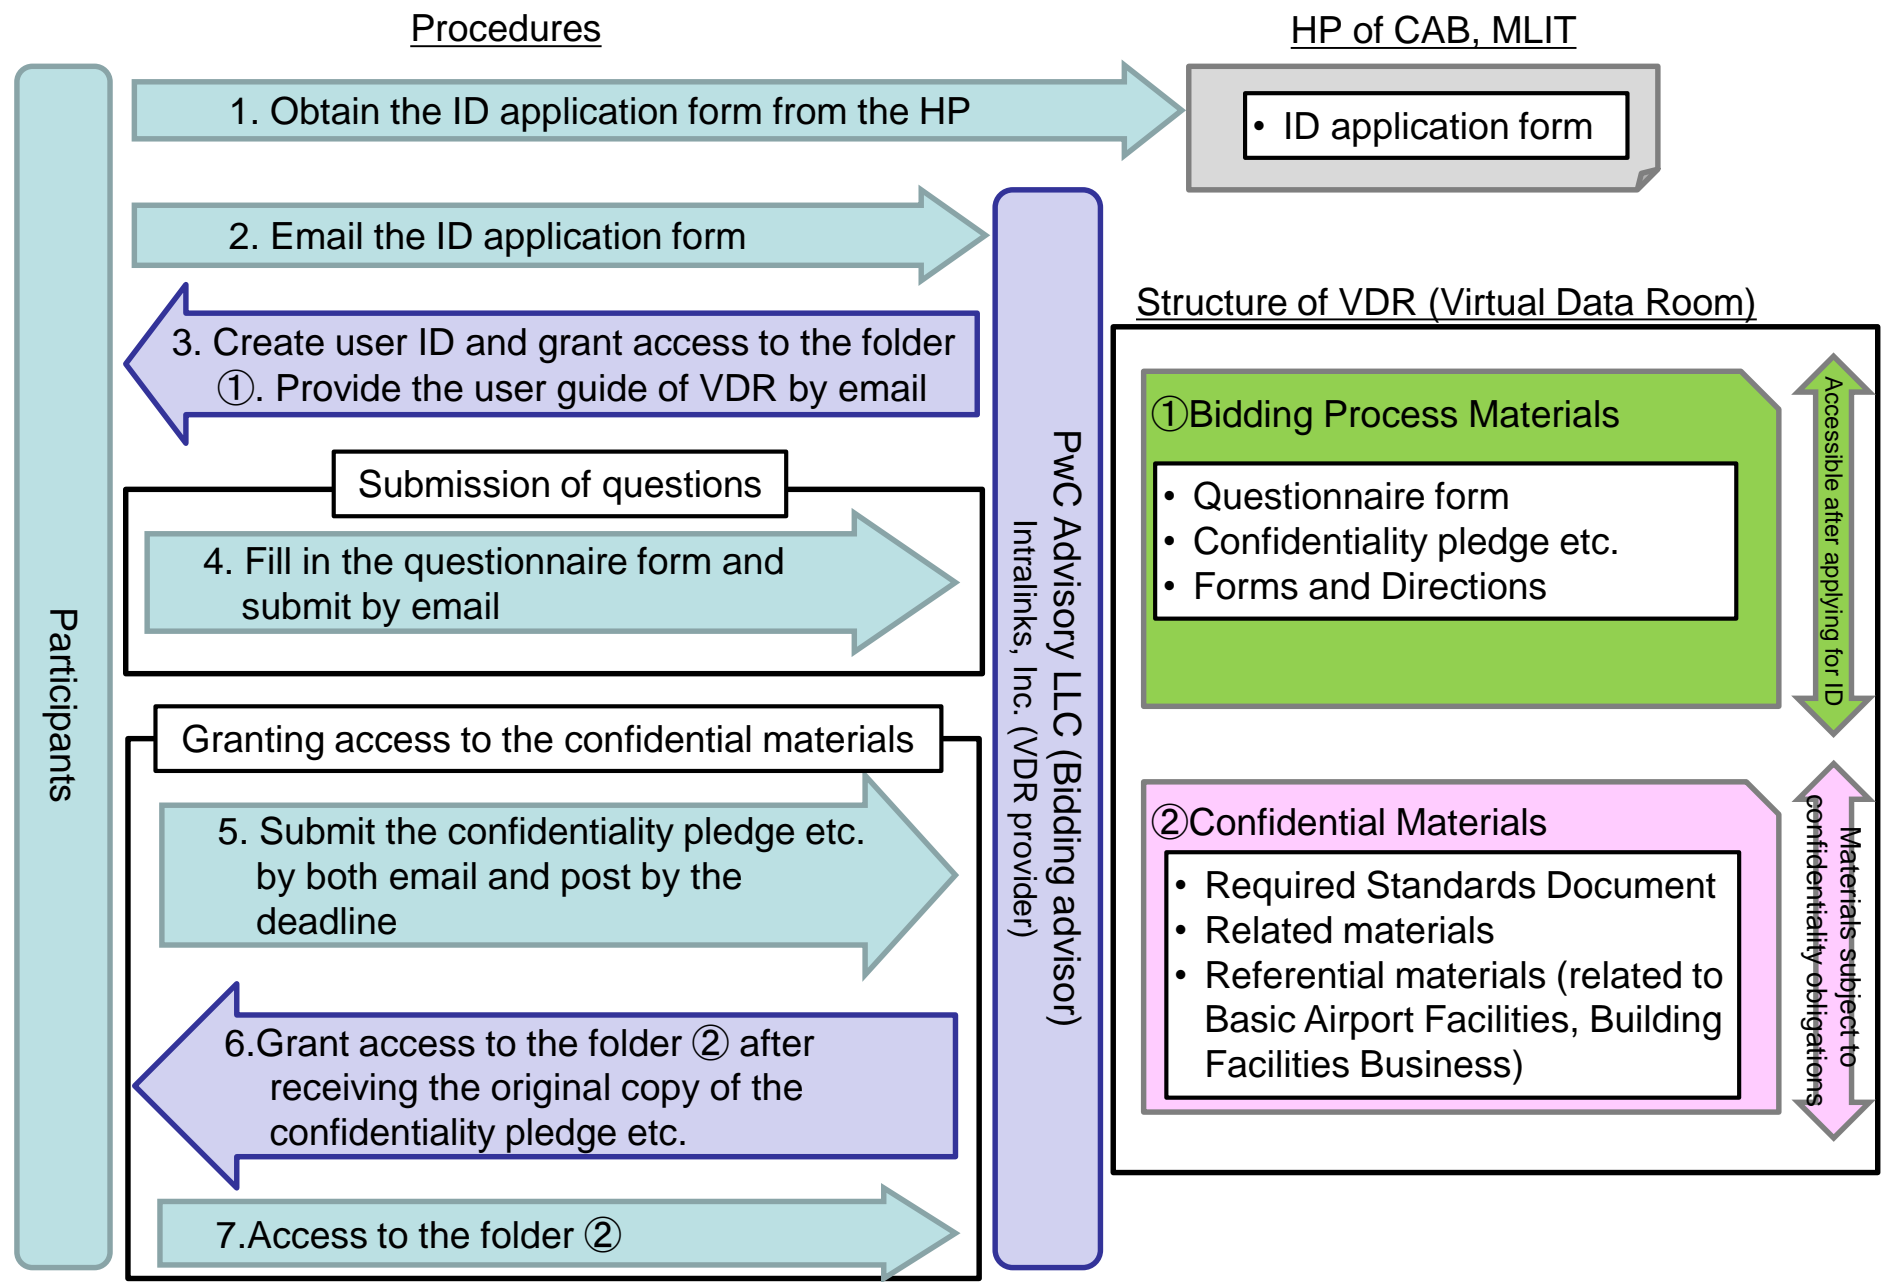 Procedures
HP of CAB, MLIT
1. Obtain the ID application form from the HP
• ID application form
2. Email the ID application form
3. Create user ID and grant access to the folder
①. Provide the user guide of VDR by email
Submission of questions
4. Fill in the questionnaire form and
submit by email
Granting access to the confidential materials
5. Submit the confidentiality pledge etc.
by both email and post by the
deadline
6.Grant access to the folder ② after
receiving the original copy of the
confidentiality pledge etc.
7.Access to the folder ②
Participants
PwC Advisory LLC (Bidding advisor)
Intralinks, Inc. (VDR provider)
Structure of VDR (Virtual Data Room)
①Bidding Process Materials
• Questionnaire form
• Confidentiality pledge etc.
• Forms and Directions
Accessible after applying for ID
②Confidential Materials
• Required Standards Document
• Related materials
• Referential materials (related to
Basic Airport Facilities, Building
Facilities Business)
Materials subject to
confidentiality obligations